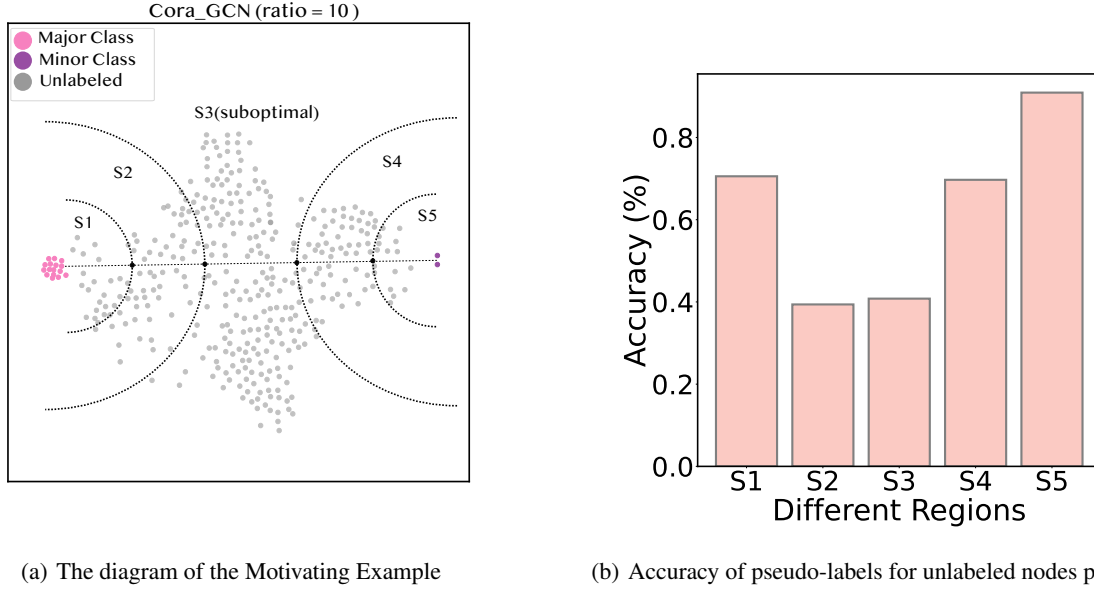 Cora_GCN (ratio = 10 )
Major Class
Minor Class
Unlabeled
S3(suboptimal)
S2
S4
S1
S5
Accuracy (%)
0.8
0.6
0.4
0.2
0.0
S1 S2 S3 S4 S5
Different Regions
(a) The diagram of the Motivating Example
(b) Accuracy of pseudo-labels for unlabeled nodes p